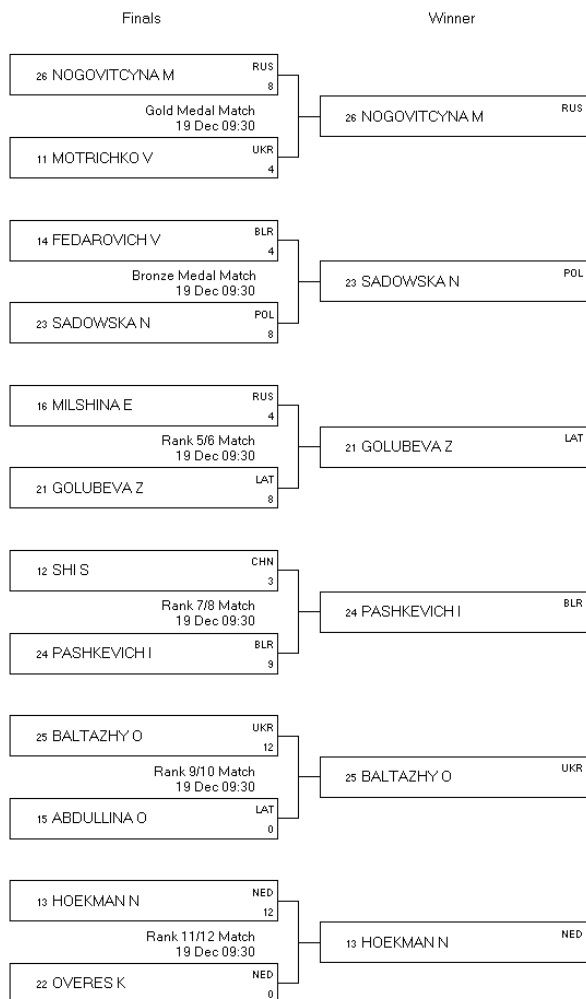 Finals Winner
26 NOGOVITCYNA M RUS
8
Gold Medal Match
19 Dec 09:30
11 MOTRICHKO V UKR
4
26 NOGOVITCYNA M RUS
14 FEDAROVICH V BLR
4
Bronze Medal Match
19 Dec 09:30
23 SADOWSKA N POL
8
23 SADOWSKA N POL
16 MILSHINA E RUS
4
Rank 5/6 Match
19 Dec 09:30
21 GOLUBEVA Z LAT
8
21 GOLUBEVA Z LAT
12 SHI S CHN
3
Rank 7/8 Match
19 Dec 09:30
24 PASHKEVICH I BLR
9
24 PASHKEVICH I BLR
25 BALTAZHY O UKR
12
Rank 9/10 Match
19 Dec 09:30
15 ABDULLINA O LAT
0
25 BALTAZHY O UKR
13 HOEKMAN N NED
12
Rank 11/12 Match
19 Dec 09:30
22 OVERES K NED
0
13 HOEKMAN N NED